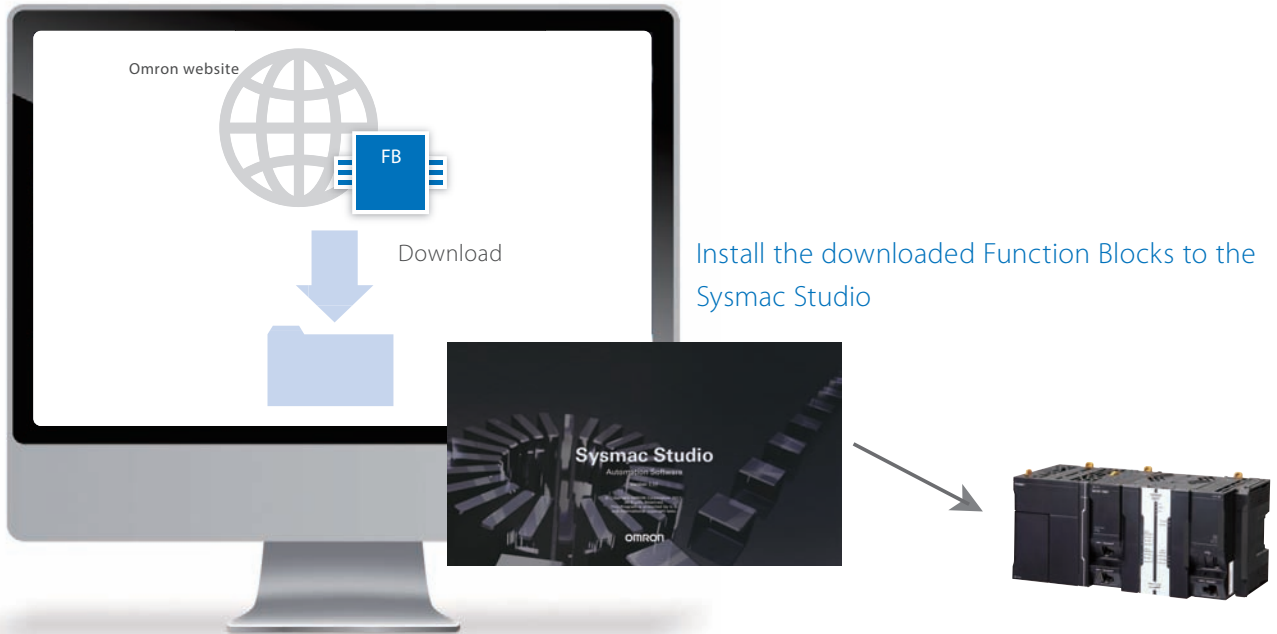 Omron website
FB
Download
Install the downloaded Function Blocks to the
Sysmac Studio
Sysmac Studio
Automation Software
OMRON